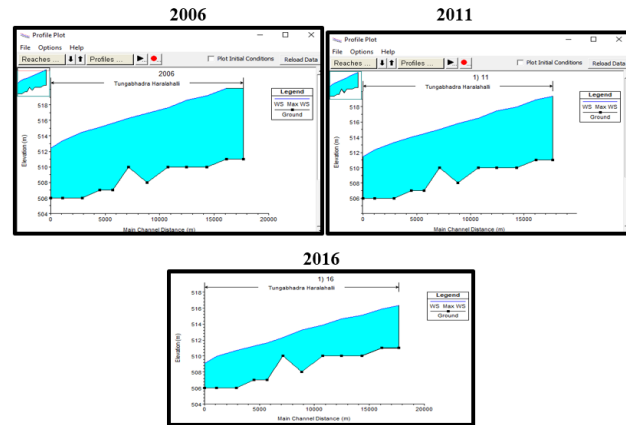 2006
2011
Profile Plot
File Options Help
Reaches ... Profiles ... Plot Initial Conditions Reload Data
2006
Tungabhadra Haralahalli
Legend
WS Max WS
Ground
Elevation (m)
518
516
514
512
510
508
506
504
0 5000 10000 15000 20000
Main Channel Distance (m)
Profile Plot
File Options Help
Reaches ... Profiles ... Plot Initial Conditions Reload Data
1) 11
Tungabhadra Haralahalli
Legend
WS Max WS
Ground
Elevation (m)
518
516
514
512
510
508
506
504
0 5000 10000 15000
Main Channel Distance (m)
2016
1) 16
Tungabhadra Haralahalli
Legend
WS Max WS
Ground
Elevation (m)
518
516
514
512
510
508
506
504
0 5000 10000 15000 20000
Main Channel Distance (m)